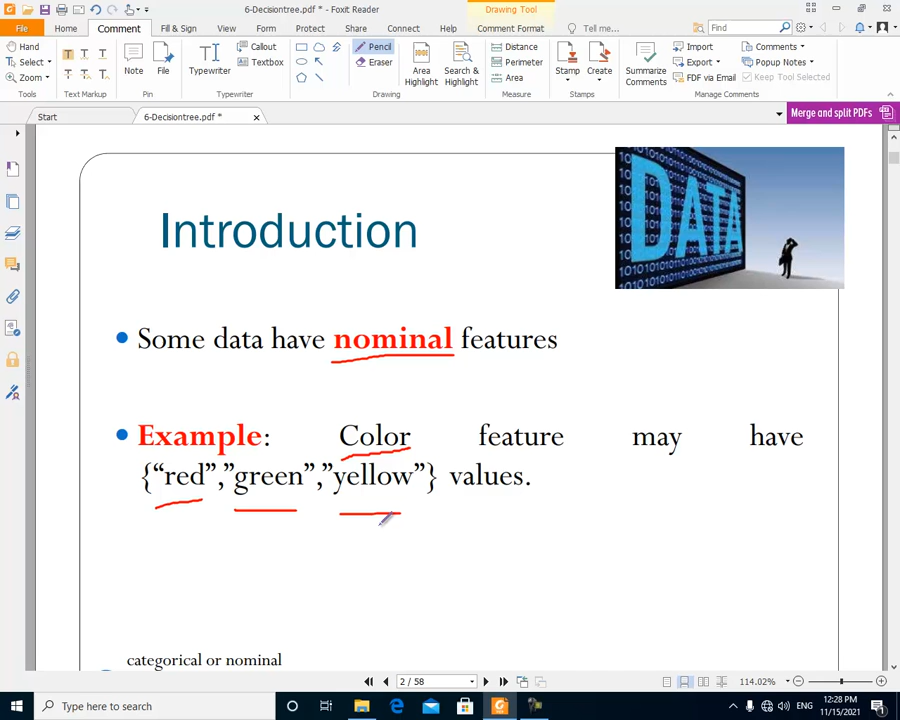 6-Decisiontree.pdf * - Foxit Reader
Drawing Tool
File Home Comment Fill & Sign View Form Protect Share Connect Help Comment Format Tell me... Find
Hand
Select
Zoom
Tools
T T T
T T T
Text Markup
Note
File
Pin
Typewriter
Callout
Textbox
Typewriter
Pencil
Eraser
Drawing
Area Highlight
Search & Highlight
Distance
Perimeter
Area
Measure
Stamp
Create
Stamps
Summarize Comments
Import
Export
FDF via Email
Comments
Popup Notes
Keep Tool Selected
Manage Comments
Start
6-Decisiontree.pdf *
Merge and split PDFs
DATA
Introduction
• Some data have nominal features
• Example: Color feature may have
{“red”,”green”,”yellow”} values.
categorical or nominal
2 / 58
114.02%
Type here to search
12:28 PM
11/15/2021